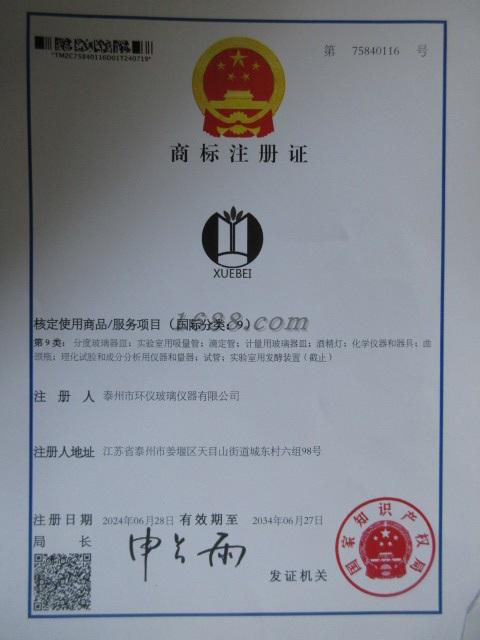 第 75840116 号
*TM2C75840116D01T240719*
商标注册证
XUEBEI
1688.com
核定使用商品/服务项目（国际分类：9）
第9类：分度玻璃器皿；实验室用吸量管；滴定管；计量用玻璃器皿；酒精灯；化学仪器和器具；曲
颈瓶；理化试验和成分分析用仪器和量器；试管；实验室用发酵装置（截止）
注册人 泰州市环仪玻璃仪器有限公司
注册人地址 江苏省泰州市姜堰区天目山街道城东村六组98号
注册日期 2024年06月28日 有效期至 2034年06月27日
局长 申长雨
发证机关
国家知识产权局